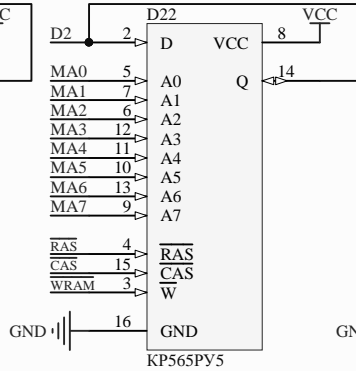 C D22 VCC
D2 2 D VCC 8
Q 14
MA0 5 A0
MA1 7 A1
MA2 6 A2
MA3 12 A3
MA4 11 A4
MA5 10 A5
MA6 13 A6
MA7 9 A7
RAS 4 RAS
CAS 15 CAS
WRAM 3 W
GND 16 GND GN
КР565РУ5